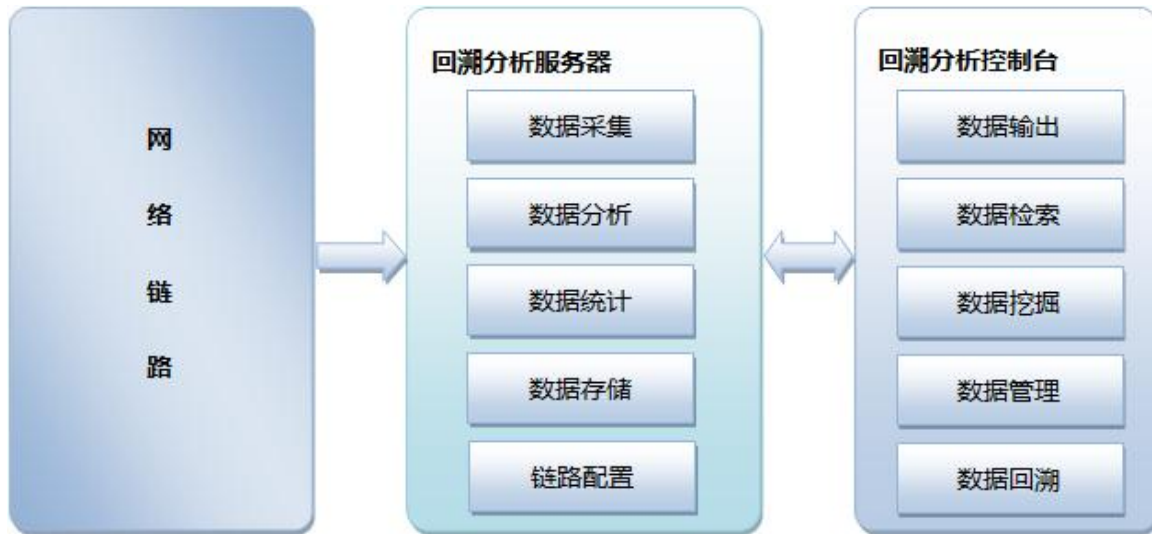 网
络
链
路
回溯分析服务器
数据采集
数据分析
数据统计
数据存储
链路配置
回溯分析控制台
数据输出
数据检索
数据挖掘
数据管理
数据回溯